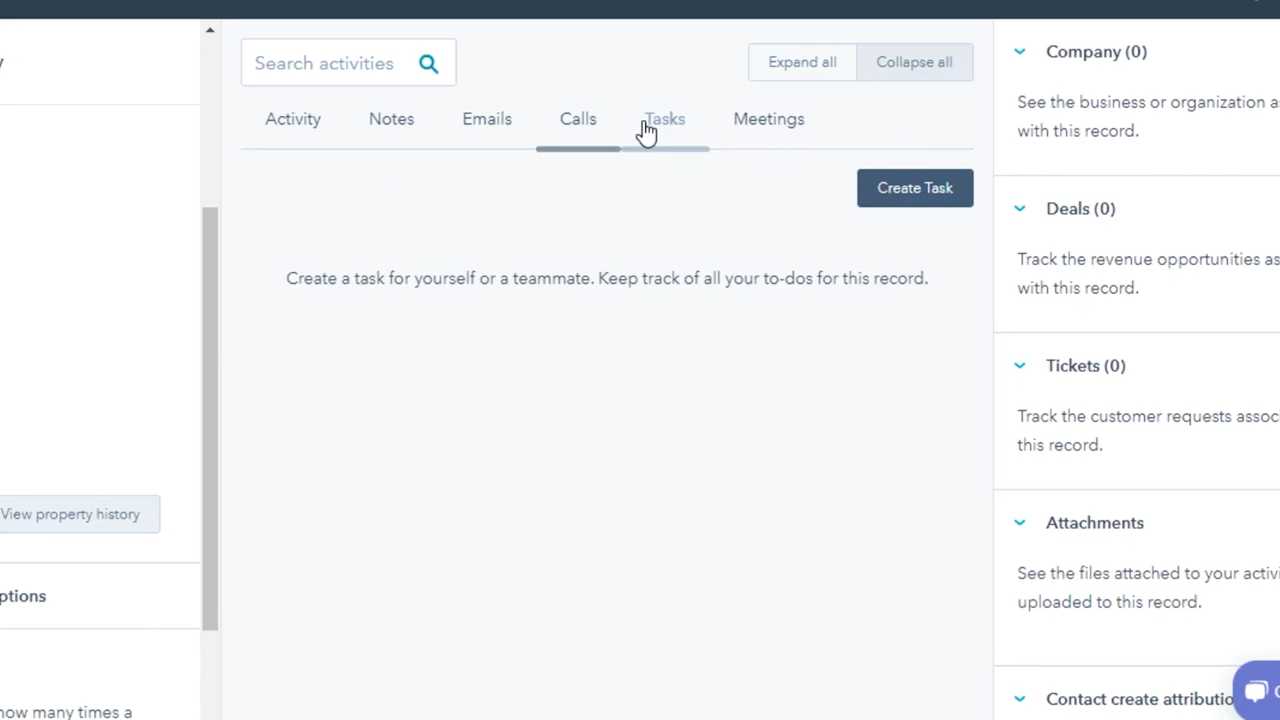 Search activities
Expand all
Collapse all
Activity
Notes
Emails
Calls
Tasks
Meetings
Create Task
Create a task for yourself or a teammate. Keep track of all your to-dos for this record.
View property history
ptions
how many times a
Company (0)
See the business or organization a
with this record.
Deals (0)
Track the revenue opportunities as
with this record.
Tickets (0)
Track the customer requests assoc
this record.
Attachments
See the files attached to your activi
uploaded to this record.
Contact create attributio